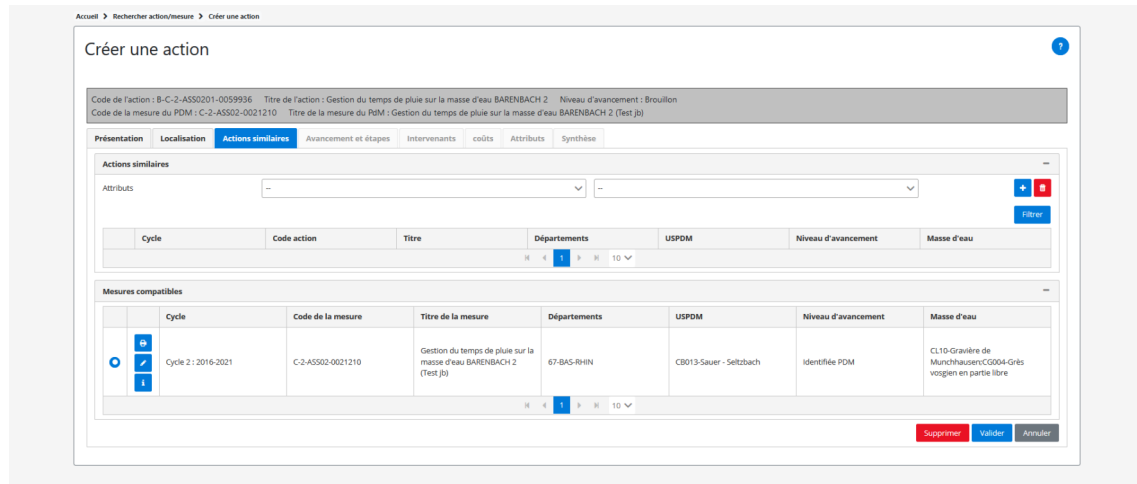 Accueil > Rechercher action/mesure > Créer une action
Créer une action
?
Code de l'action : B-C-2-ASS0201-0059936 Titre de l'action : Gestion du temps de pluie sur la masse d'eau BARENBACH 2 Niveau d'avancement : Brouillon
Code de la mesure du PDM : C-2-ASS02-0021210 Titre de la mesure du PdM : Gestion du temps de pluie sur la masse d'eau BARENBACH 2 (Test jb)
Présentation Localisation Actions similaires Avancement et étapes Intervenants coûts Attributs Synthèse
Actions similaires
Attributs -- --
Filtrer
Cycle Code action Titre Départements USPDM Niveau d'avancement Masse d'eau
1 10
Mesures compatibles
Cycle Code de la mesure Titre de la mesure Départements USPDM Niveau d'avancement Masse d'eau
Cycle 2 : 2016-2021 C-2-ASS02-0021210 Gestion du temps de pluie sur la masse d'eau BARENBACH 2 (Test jb) 67-BAS-RHIN CB013-Sauer - Seltzbach Identifiée PDM CL10-Gravière de Munchhausen;CG004-Grès vosgien en partie libre
1 10
Supprimer Valider Annuler